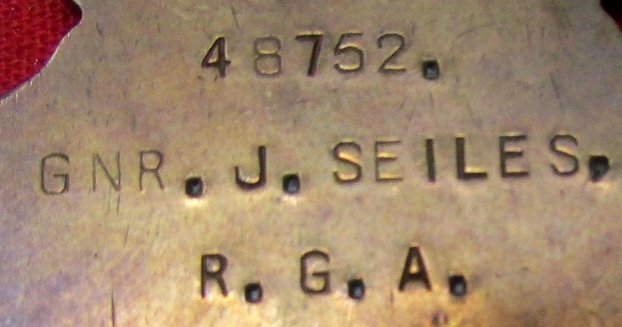 48752.
GNR. J. SEILES.
R. G. A.